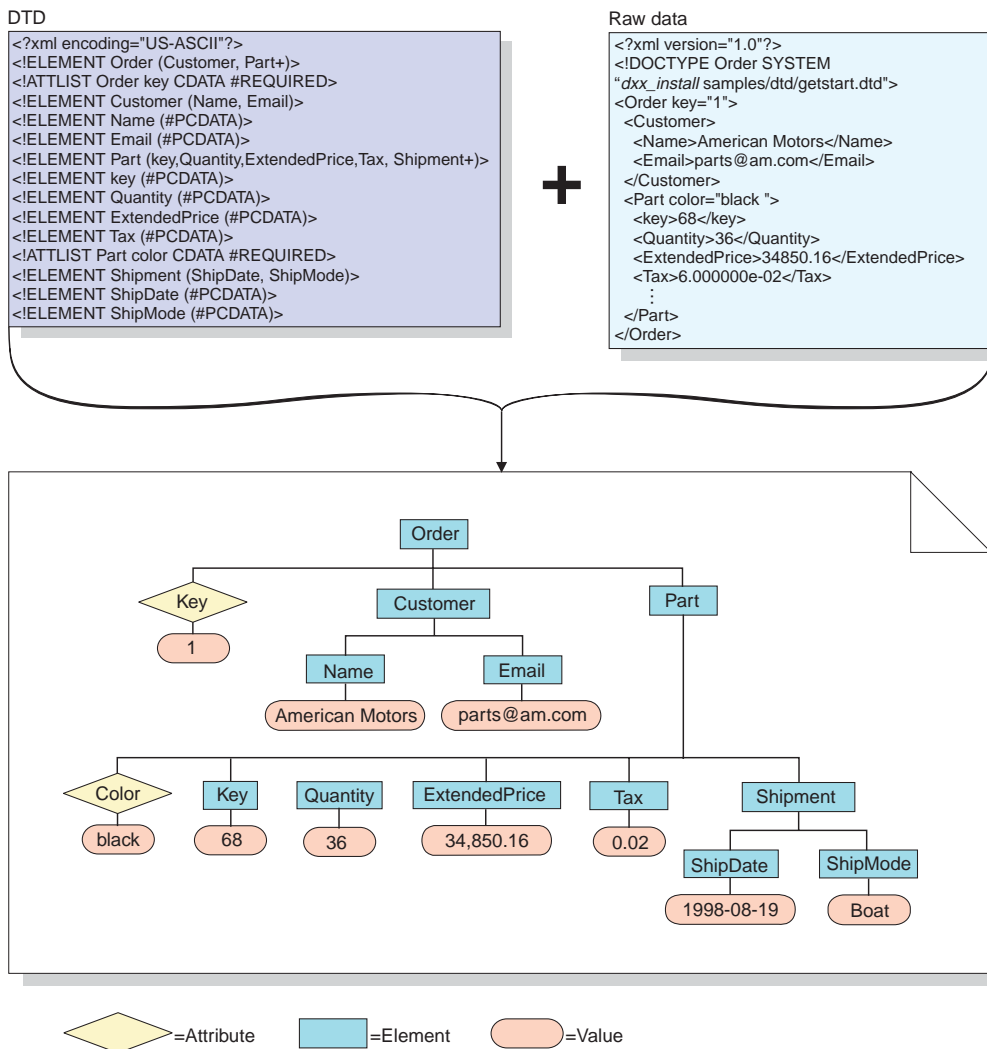 DTD
<?xml encoding="US-ASCII"?>
<!ELEMENT Order (Customer, Part+)>
<!ATTLIST Order key CDATA #REQUIRED>
<!ELEMENT Customer (Name, Email)>
<!ELEMENT Name (#PCDATA)>
<!ELEMENT Email (#PCDATA)>
<!ELEMENT Part (key,Quantity,ExtendedPrice,Tax, Shipment+)>
<!ELEMENT key (#PCDATA)>
<!ELEMENT Quantity (#PCDATA)>
<!ELEMENT ExtendedPrice (#PCDATA)>
<!ELEMENT Tax (#PCDATA)>
<!ATTLIST Part color CDATA #REQUIRED>
<!ELEMENT Shipment (ShipDate, ShipMode)>
<!ELEMENT ShipDate (#PCDATA)>
<!ELEMENT ShipMode (#PCDATA)>
+
Raw data
<?xml version="1.0"?>
<!DOCTYPE Order SYSTEM
“dxx_install samples/dtd/getstart.dtd">
<Order key="1">
<Customer>
<Name>American Motors</Name>
<Email>parts@am.com</Email>
</Customer>
<Part color="black ">
<key>68</key>
<Quantity>36</Quantity>
<ExtendedPrice>34850.16</ExtendedPrice>
<Tax>6.000000e-02</Tax>
⋮
</Part>
</Order>
Order
Key
Customer
Part
1
Name
Email
American Motors
parts@am.com
Color
Key
Quantity
ExtendedPrice
Tax
Shipment
black
68
36
34,850.16
0.02
ShipDate
ShipMode
1998-08-19
Boat
=Attribute
=Element
=Value